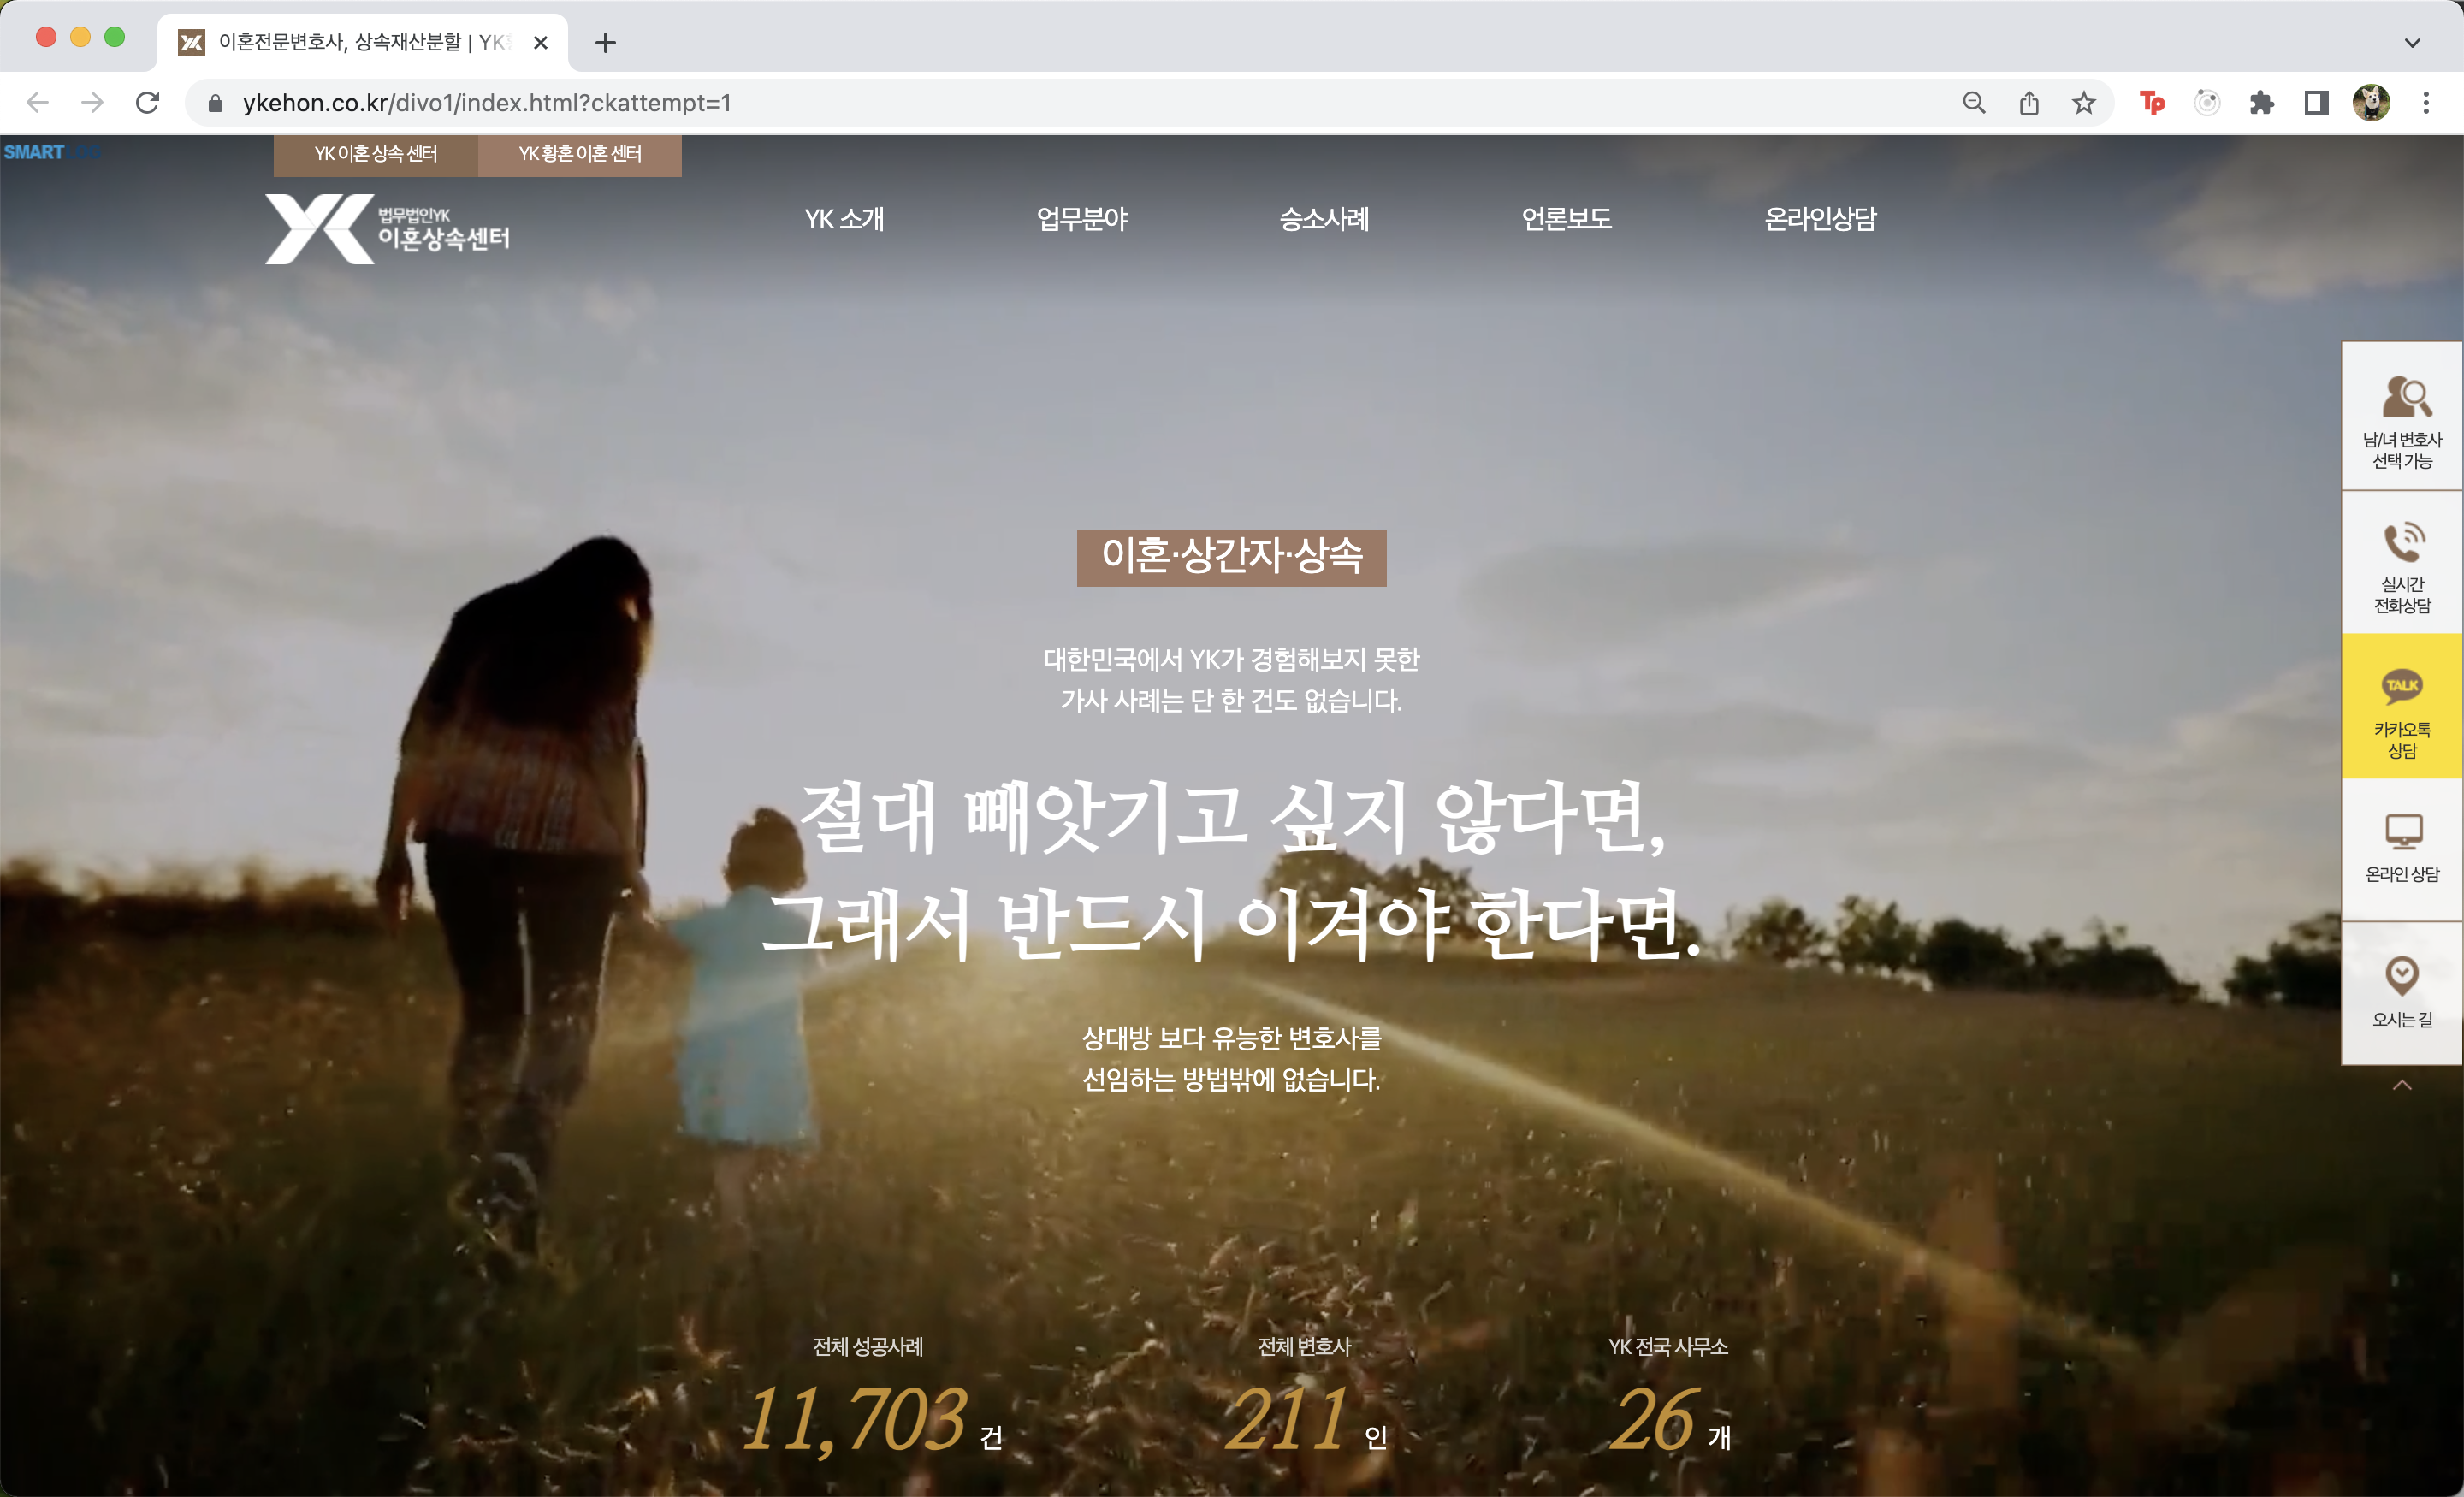 이혼전문변호사, 상속재산분할 | YK
ykehon.co.kr/divo1/index.html?ckattempt=1
Tp
SMARTLOG
YK 이혼 상속 센터
YK 황혼 이혼 센터
YK
법무법인YK
이혼상속센터
YK 소개
업무분야
승소사례
언론보도
온라인상담
이혼·상간자·상속
대한민국에서 YK가 경험해보지 못한
가사 사례는 단 한 건도 없습니다.
절대 빼앗기고 싶지 않다면,
그래서 반드시 이겨야 한다면.
상대방 보다 유능한 변호사를
선임하는 방법밖에 없습니다.
전체 성공사례
11,703 건
전체 변호사
211 인
YK 전국 사무소
26 개
남/녀 변호사
선택 가능
실시간
전화상담
TALK
카카오톡
상담
온라인 상담
오시는 길